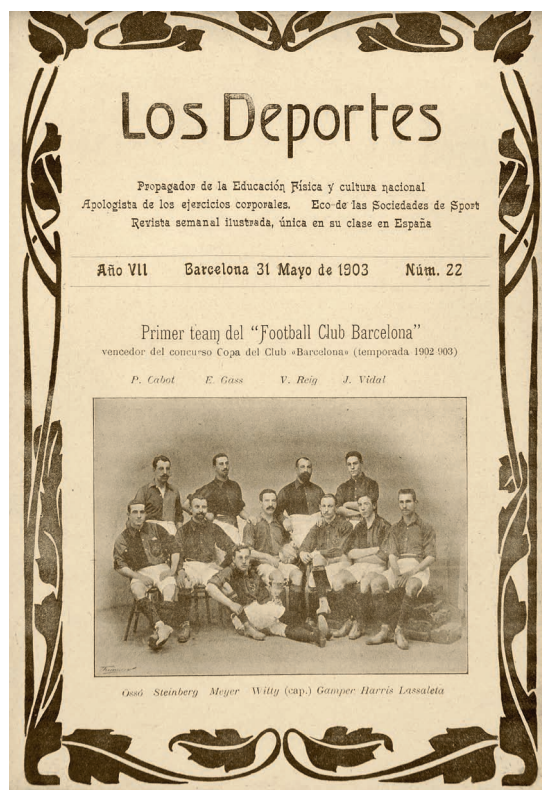 Los Deportes
Propagador de la Educación Física y cultura nacional
Apologista de los ejercicios corporales. Eco de las Sociedades de Sport
Revista semanal ilustrada, única en su clase en España
Año VII Barcelona 31 Mayo de 1903 Núm. 22
Primer team del "Football Club Barcelona"
vencedor del concurso Copa del Club «Barcelona» (temporada 1902 903)
P. Cabot E. Gass V. Reig J. Vidal
Ossó Steinberg Meyer Witty (cap.) Gamper Harris Lassaleta